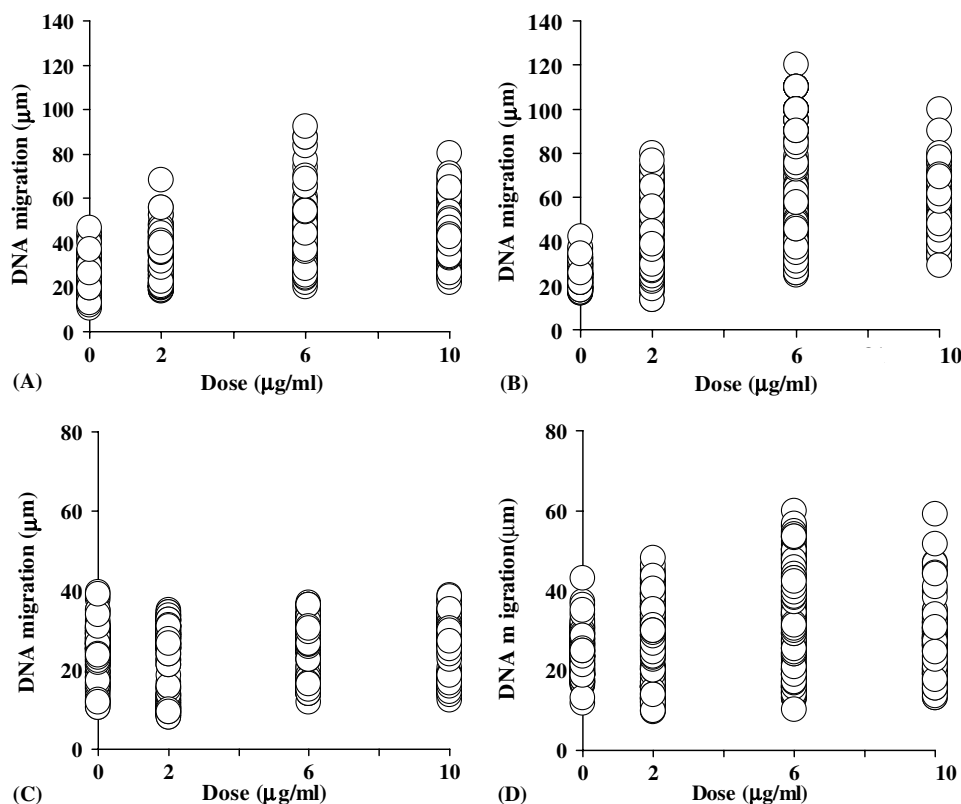 140
120
100
80
60
40
20
0
DNA migration (μm)
0 2 6 10
(A) Dose (μg/ml)
140
120
100
80
60
40
20
0
DNA migration (μm)
0 2 6 10
(B) Dose (μg/ml)
80
60
40
20
0
DNA migration (μm)
0 2 6 10
(C) Dose (μg/ml)
80
60
40
20
0
DNA m igration(μm)
0 2 6 10
(D) Dose (μg/ml)